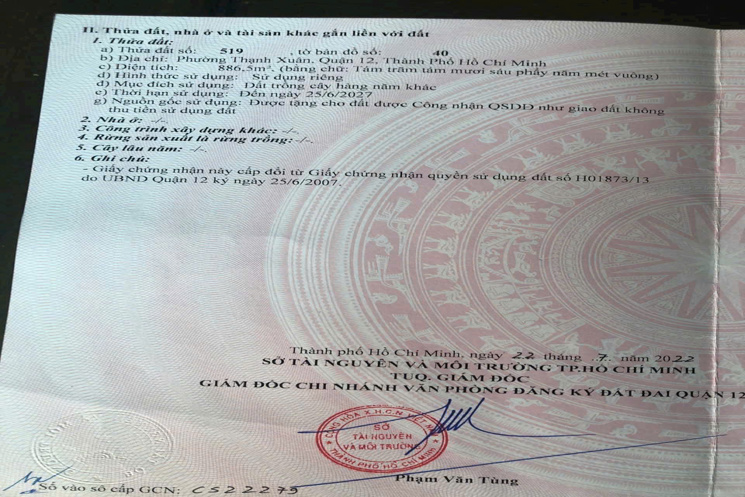 II. Thửa đất, nhà ở và tài sản khác gắn liền với đất
1. Thửa đất:
a) Thửa đất số: 519 , tờ bản đồ số: 40
b) Địa chỉ: Phường Thạnh Xuân, Quận 12, Thành Phố Hồ Chí Minh
c) Diện tích: 886,5m². (bằng chữ: Tám trăm tám mươi sáu phẩy năm mét vuông)
d) Hình thức sử dụng: Sử dụng riêng
đ) Mục đích sử dụng: Đất trồng cây hàng năm khác
e) Thời hạn sử dụng: Đến ngày 25/6/2027
g) Nguồn gốc sử dụng: Được tặng cho đất được Công nhận QSDĐ như giao đất không
thu tiền sử dụng đất
2. Nhà ở: -/-.
3. Công trình xây dựng khác: -/-.
4. Rừng sản xuất là rừng trồng: -/-.
5. Cây lâu năm: -/-.
6. Ghi chú:
- Giấy chứng nhận này cấp đổi từ Giấy chứng nhận quyền sử dụng đất số H01873/13
do UBND Quận 12 ký ngày 25/6/2007.
Thành phố Hồ Chí Minh, ngày 22 tháng 7 năm 2022
SỞ TÀI NGUYÊN VÀ MÔI TRƯỜNG TP.HỒ CHÍ MINH
TUQ. GIÁM ĐỐC
GIÁM ĐỐC CHI NHÁNH VĂN PHÒNG ĐĂNG KÝ ĐẤT ĐAI QUẬN 12
CỘNG HÒA X.H.C.N VIỆT NAM
SỞ
TÀI NGUYÊN
VÀ MÔI TRƯỜNG
THÀNH PHỐ HỒ CHÍ MINH
Phạm Văn Tùng
Số vào sổ cấp GCN: CS22279